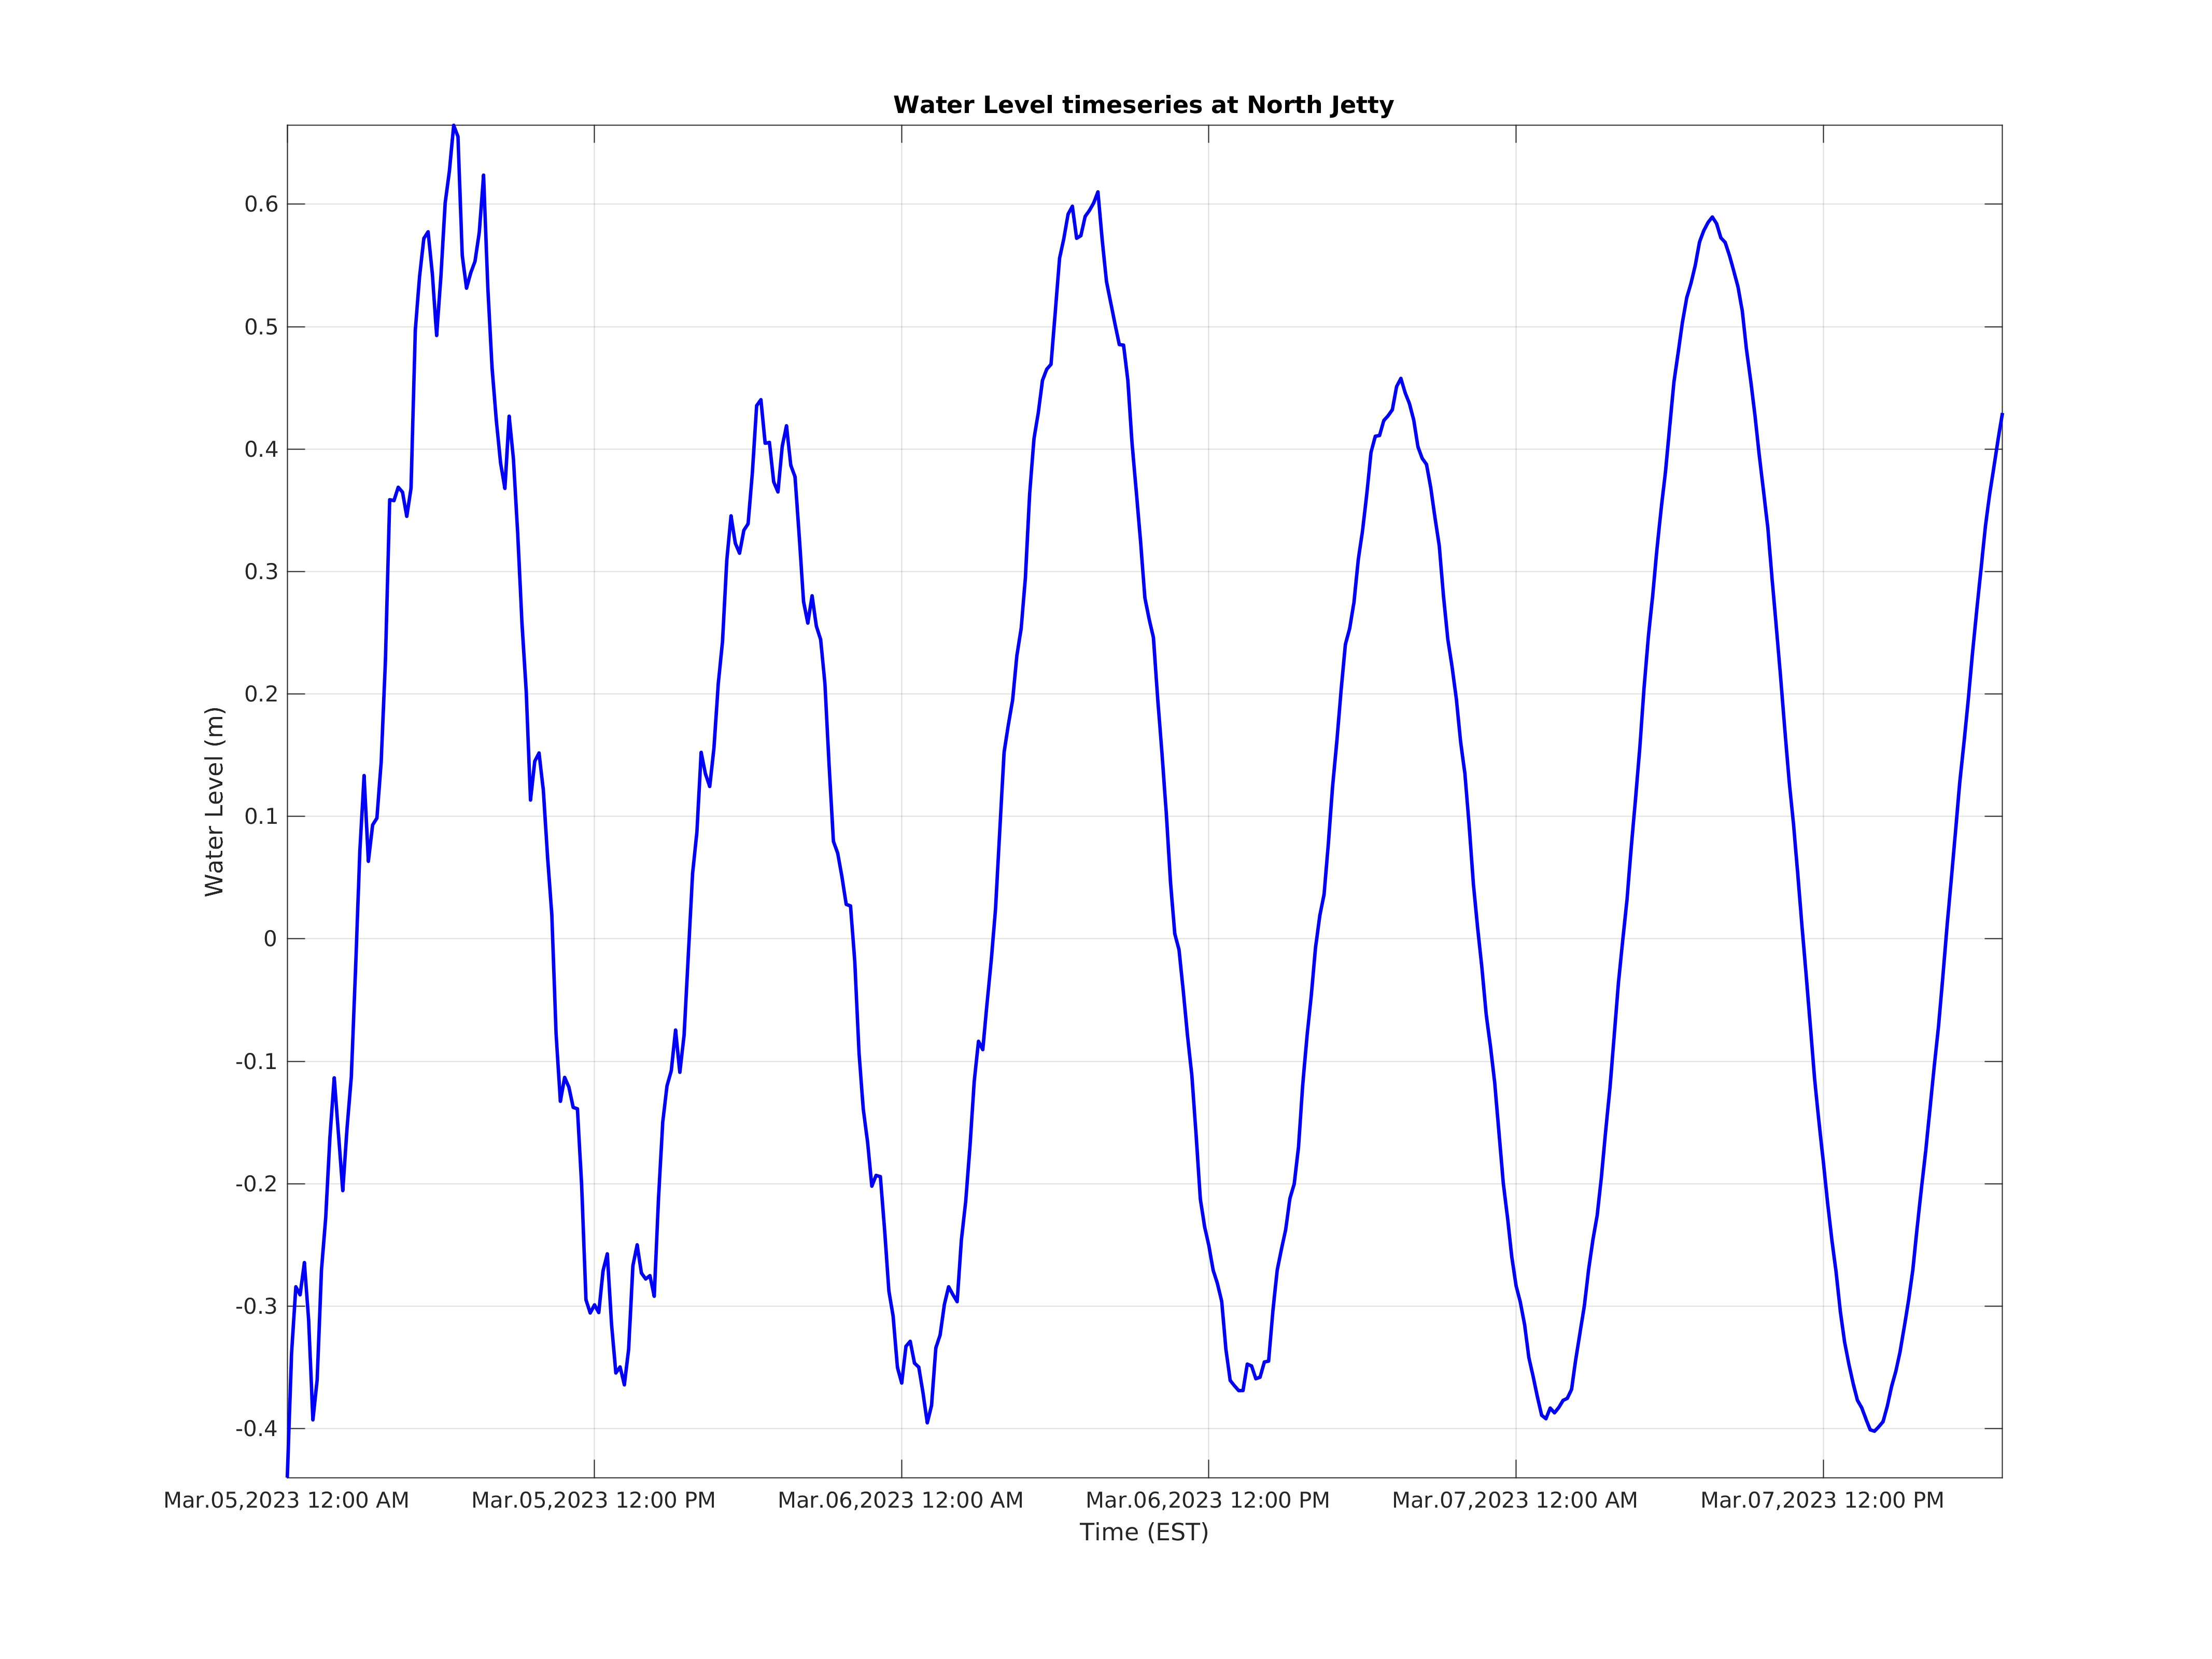 Water Level timeseries at North Jetty
0.6
0.5
0.4
0.3
0.2
0.1
0
-0.1
-0.2
-0.3
-0.4
Water Level (m)
Mar.05,2023 12:00 AM Mar.05,2023 12:00 PM Mar.06,2023 12:00 AM Mar.06,2023 12:00 PM Mar.07,2023 12:00 AM Mar.07,2023 12:00 PM
Time (EST)